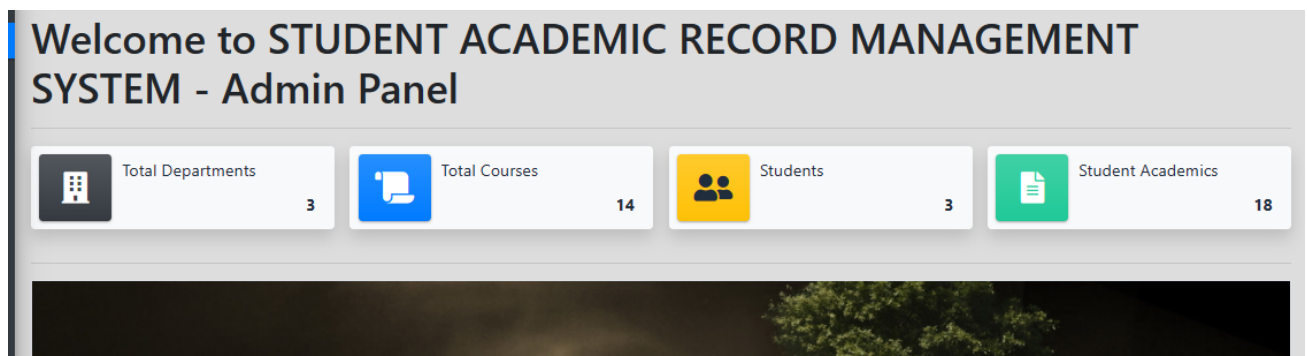 Welcome to STUDENT ACADEMIC RECORD MANAGEMENT
SYSTEM - Admin Panel
Total Departments
3
Total Courses
14
Students
3
Student Academics
18